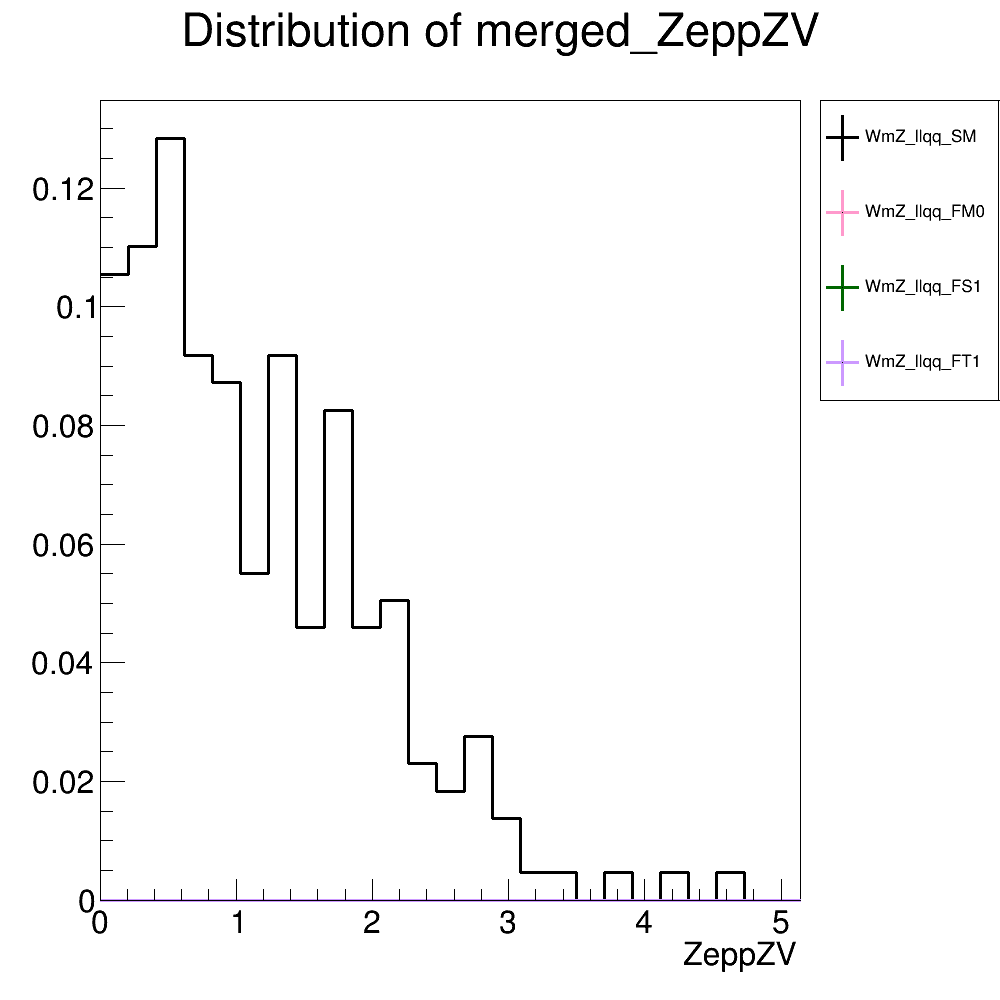 Distribution of merged_ZeppZV
WmZ_llqq_SM
WmZ_llqq_FM0
WmZ_llqq_FS1
WmZ_llqq_FT1
0.12
0.1
0.08
0.06
0.04
0.02
0
0 1 2 3 4 5
ZeppZV